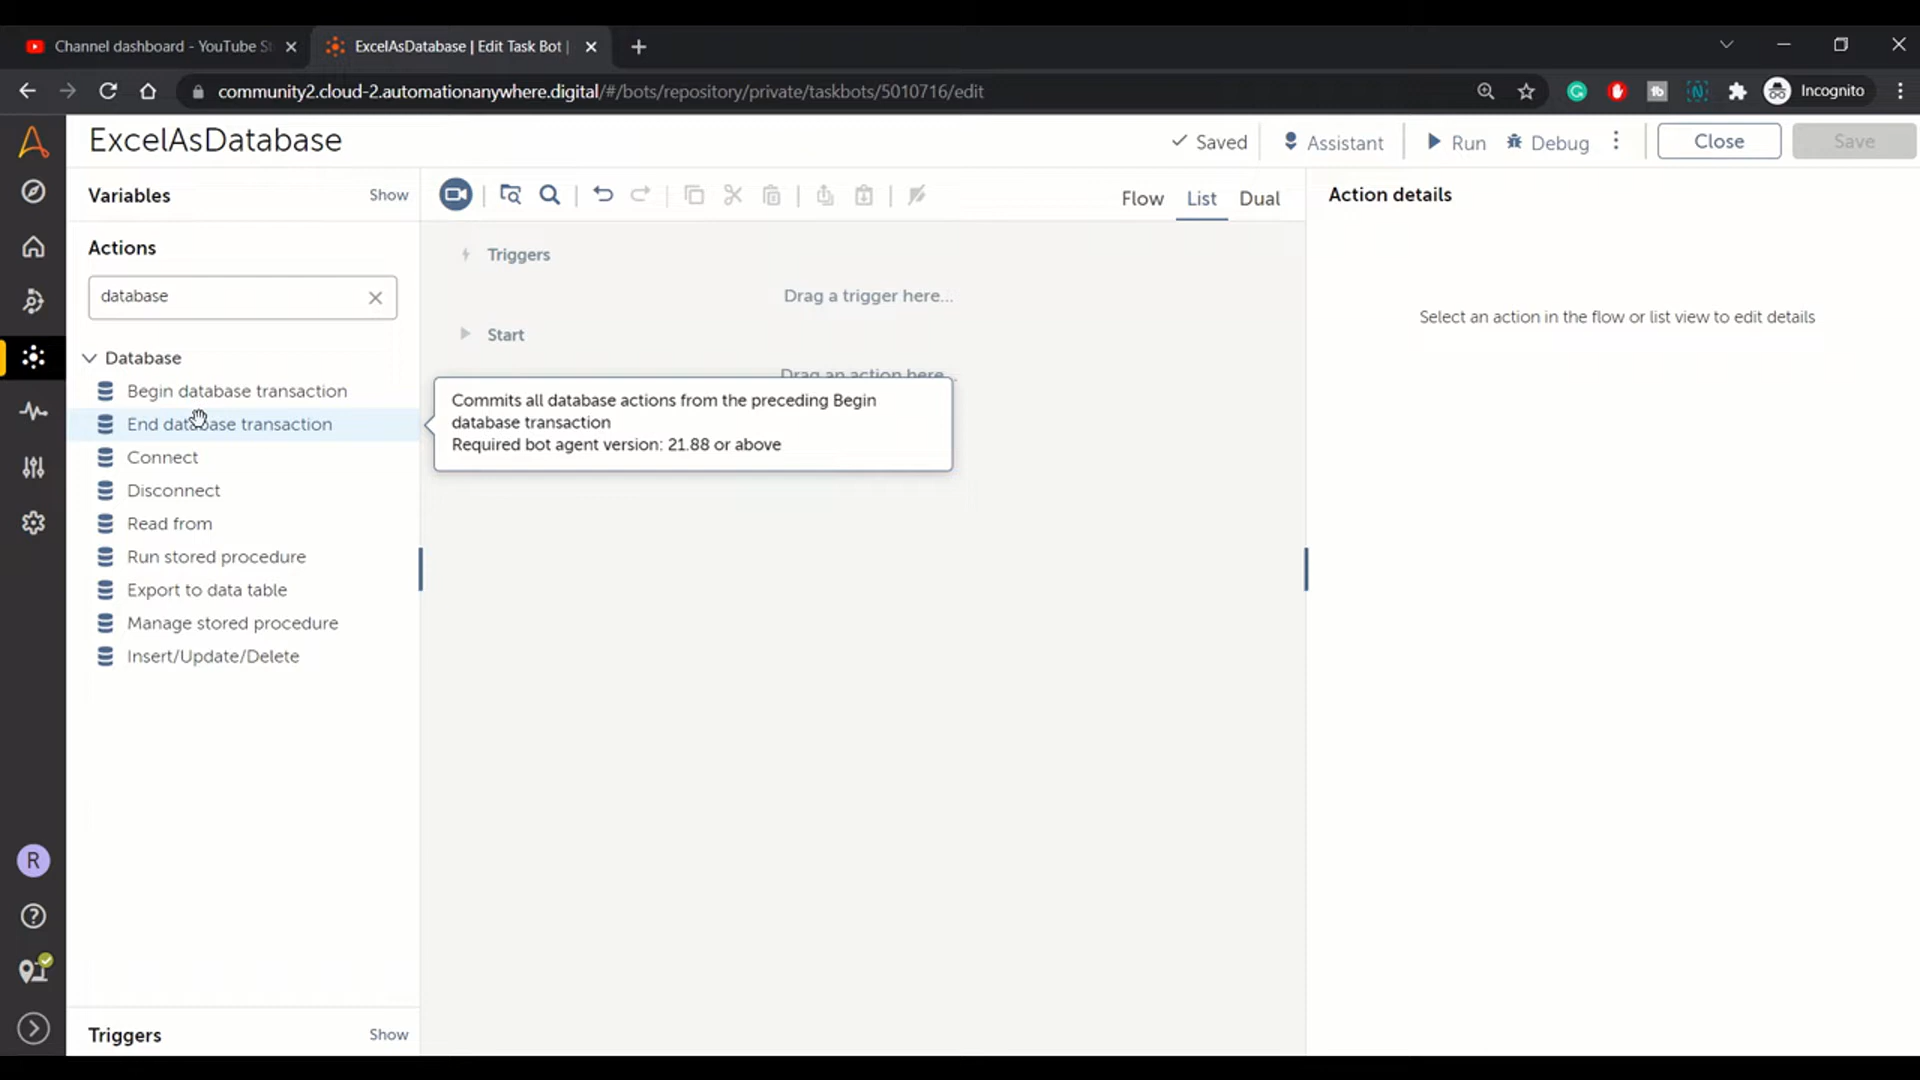 Channel dashboard - YouTube St
ExcelAsDatabase | Edit Task Bot |
community2.cloud-2.automationanywhere.digital/#/bots/repository/private/taskbots/5010716/edit
Incognito
ExcelAsDatabase
Saved
Assistant
Run
Debug
Close
Save
Variables
Show
Flow
List
Dual
Action details
Actions
Triggers
database
Drag a trigger here...
Select an action in the flow or list view to edit details
Start
Database
Drag an action here...
Begin database transaction
End database transaction
Commits all database actions from the preceding Begin
database transaction
Required bot agent version: 21.88 or above
Connect
Disconnect
Read from
Run stored procedure
Export to data table
Manage stored procedure
Insert/Update/Delete
R
Triggers
Show